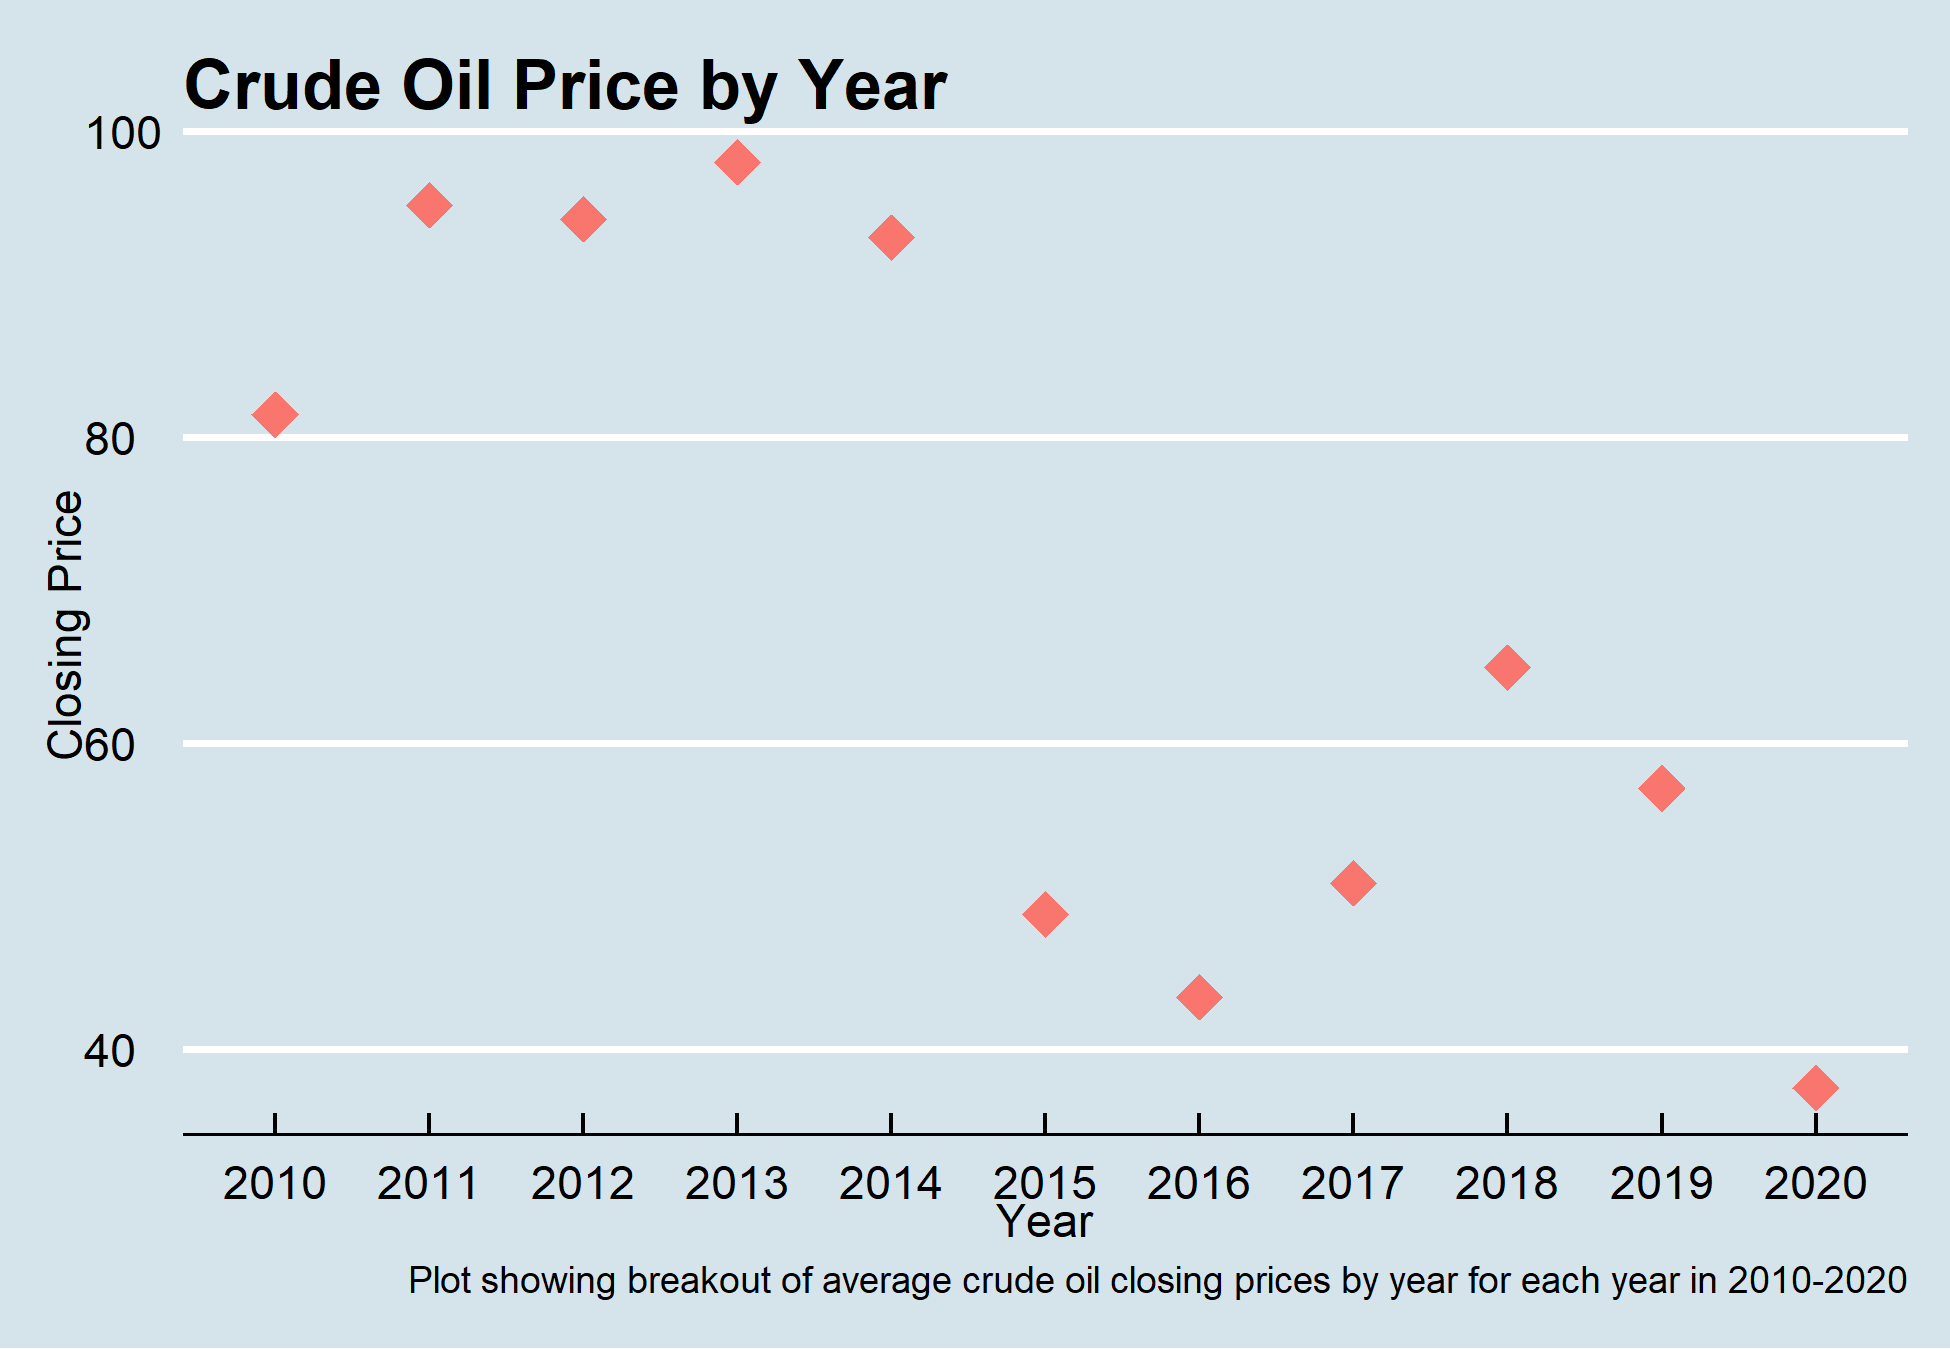 Crude Oil Price by Year
100
80
60
40
Closing Price
2010 2011 2012 2013 2014 2015 2016 2017 2018 2019 2020
Year
Plot showing breakout of average crude oil closing prices by year for each year in 2010-2020